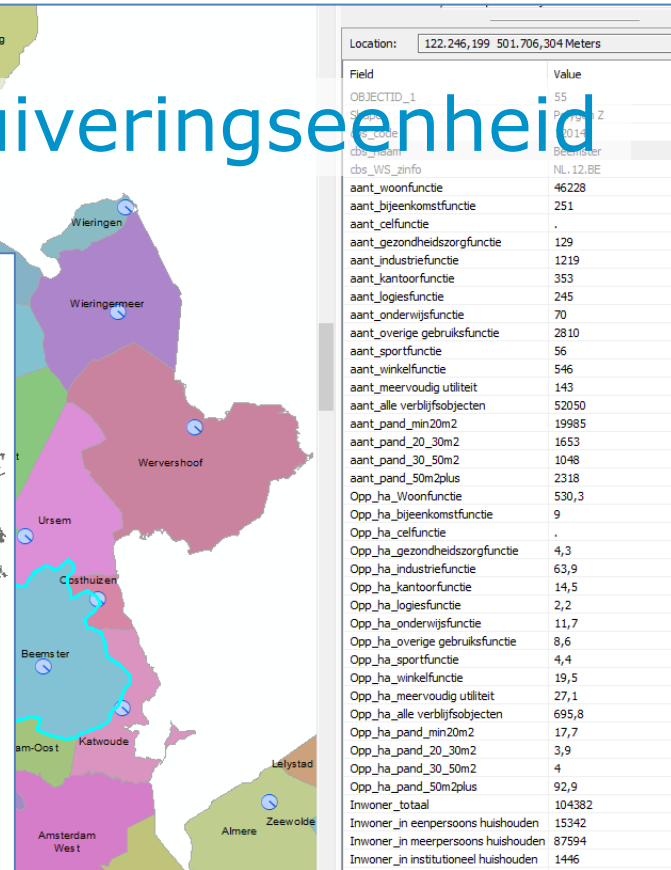 Location: 122.246,199 501.706,304 Meters
Field Value
OBJECTID_1 55
uiveringseenheid
cbs_naam Beemster
cbs_WS_zinfo NL.12.BE
aant_woonfunctie 46228
aant_bijeenkomstfunctie 251
aant_celfunctie .
aant_gezondheidszorgfunctie 129
aant_industriefunctie 1219
aant_kantoorfunctie 353
aant_logiesfunctie 245
aant_onderwijsfunctie 70
aant_overige gebruiksfunctie 2810
aant_sportfunctie 56
aant_winkelfunctie 546
aant_meervoudig utiliteit 143
aant_alle verblijfsobjecten 52050
aant_pand_min20m2 19985
aant_pand_20_30m2 1653
aant_pand_30_50m2 1048
aant_pand_50m2plus 2318
Opp_ha_Woonfunctie 530,3
Opp_ha_bijeenkomstfunctie 9
Opp_ha_celfunctie .
Opp_ha_gezondheidszorgfunctie 4,3
Opp_ha_industriefunctie 63,9
Opp_ha_kantoorfunctie 14,5
Opp_ha_logiesfunctie 2,2
Opp_ha_onderwijsfunctie 11,7
Opp_ha_overige gebruiksfunctie 8,6
Opp_ha_sportfunctie 4,4
Opp_ha_winkelfunctie 19,5
Opp_ha_meervoudig utiliteit 27,1
Opp_ha_alle verblijfsobjecten 695,8
Opp_ha_pand_min20m2 17,7
Opp_ha_pand_20_30m2 3,9
Opp_ha_pand_30_50m2 4
Opp_ha_pand_50m2plus 92,9
Inwoner_totaal 104382
Inwoner_in eenpersoons huishouden 15342
Inwoner_in meerpersoons huishouden 87594
Inwoner_in institutioneel huishouden 1446
Wieringen
Wieringermeer
Wervershoof
Ursem
Oosthuizen
Beemster
am-Oost
Katwoude
Lelystad
Zeewolde
Almere
Amsterdam
West